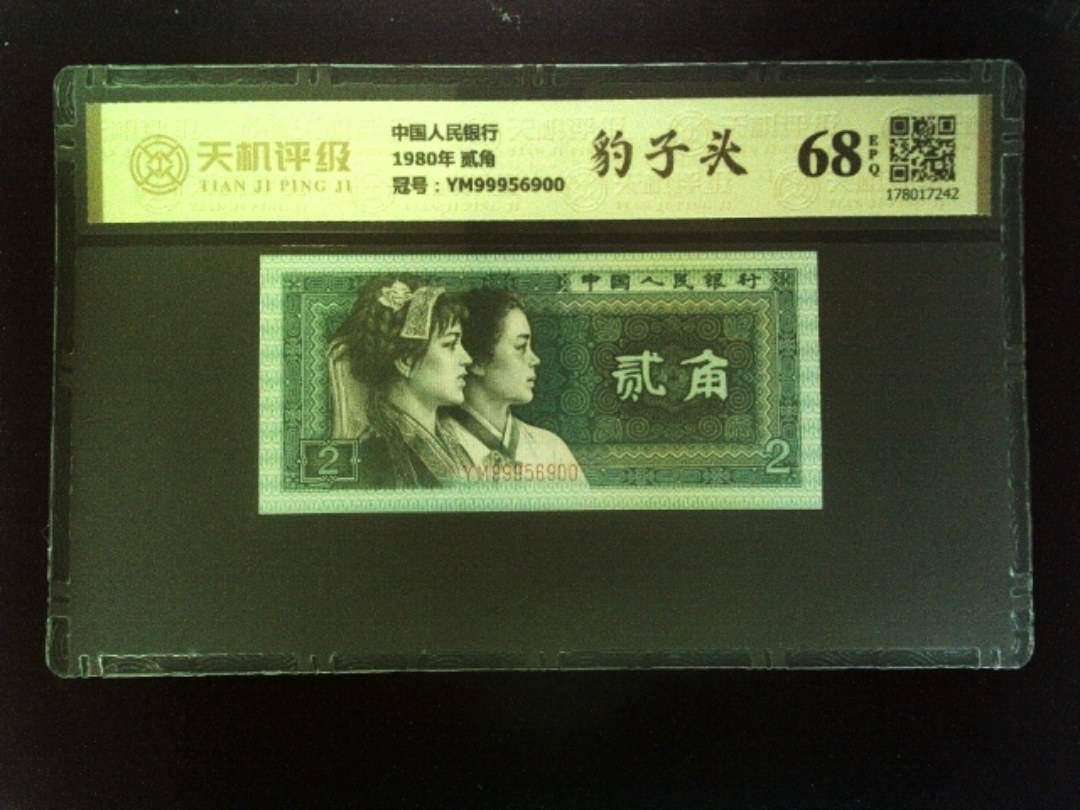 天机评级
TIAN JI PING JI
中国人民银行
1980年 贰角
冠号：YM99956900
豹子头
68
EPQ
178017242
中国人民银行
贰角
2
2
YM99956900